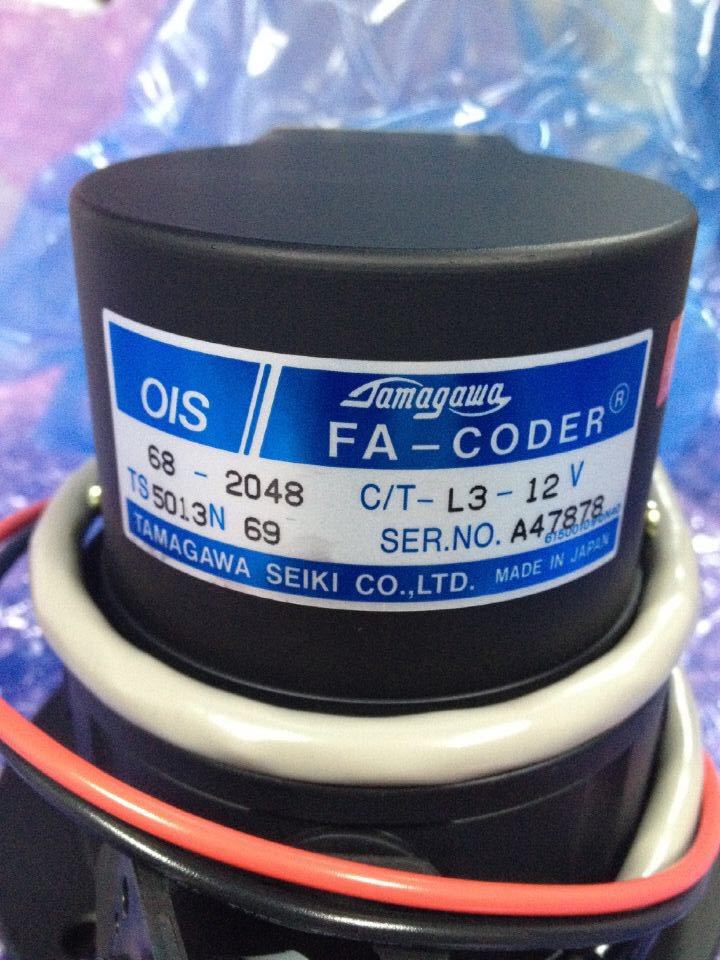 OIS
Tamagawa
FA-CODER®
68 - 2048
C/T- L3 - 12 V
TS5013N 69
SER.NO. A47878
TAMAGAWA SEIKI CO.,LTD. MADE IN JAPAN